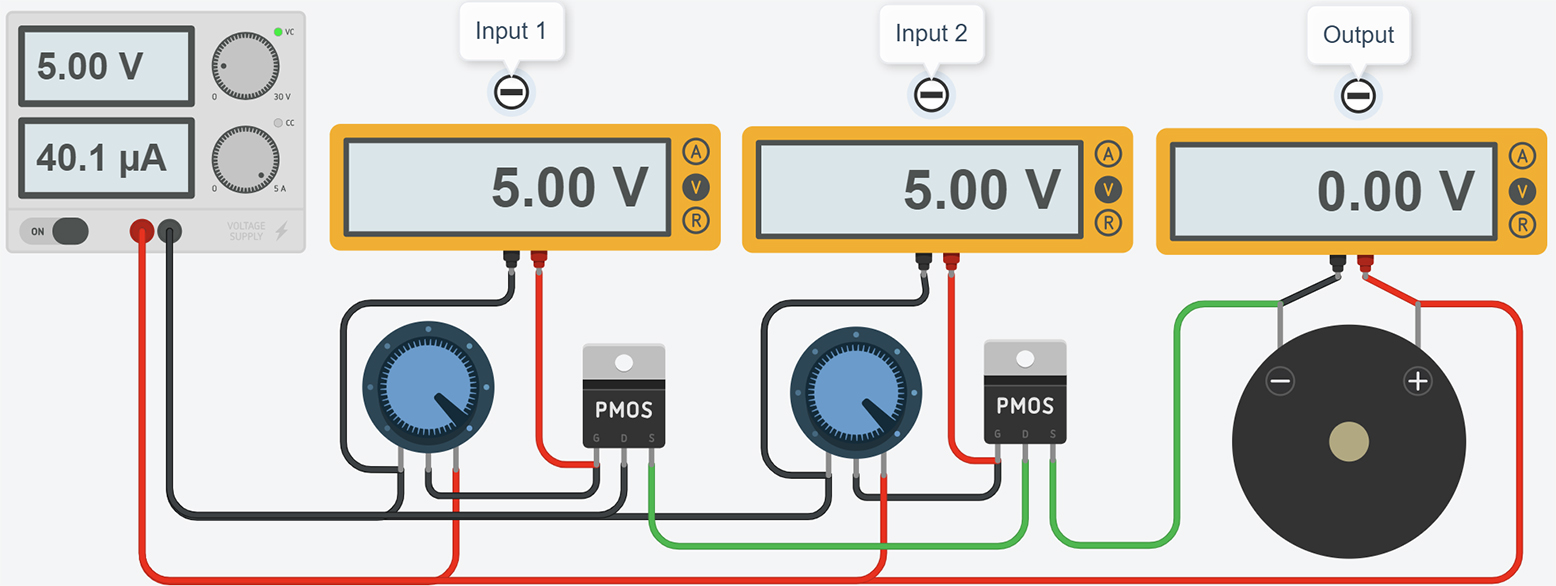 Input 1
Input 2
Output
5.00 V
VC
0
30 V
40.1 µA
CC
0
5 A
ON
VOLTAGE
SUPPLY
5.00 V
A
V
R
5.00 V
A
V
R
0.00 V
A
V
R
PMOS
G D S
PMOS
G D S
− +